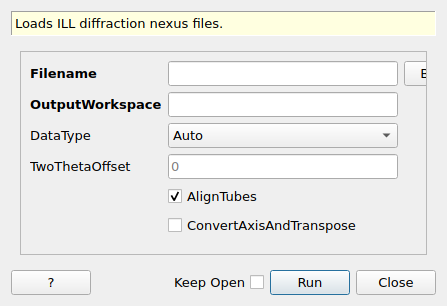 Loads ILL diffraction nexus files.
Filename
OutputWorkspace
DataType Auto
TwoThetaOffset 0
AlignTubes
ConvertAxisAndTranspose
? Keep Open Run Close